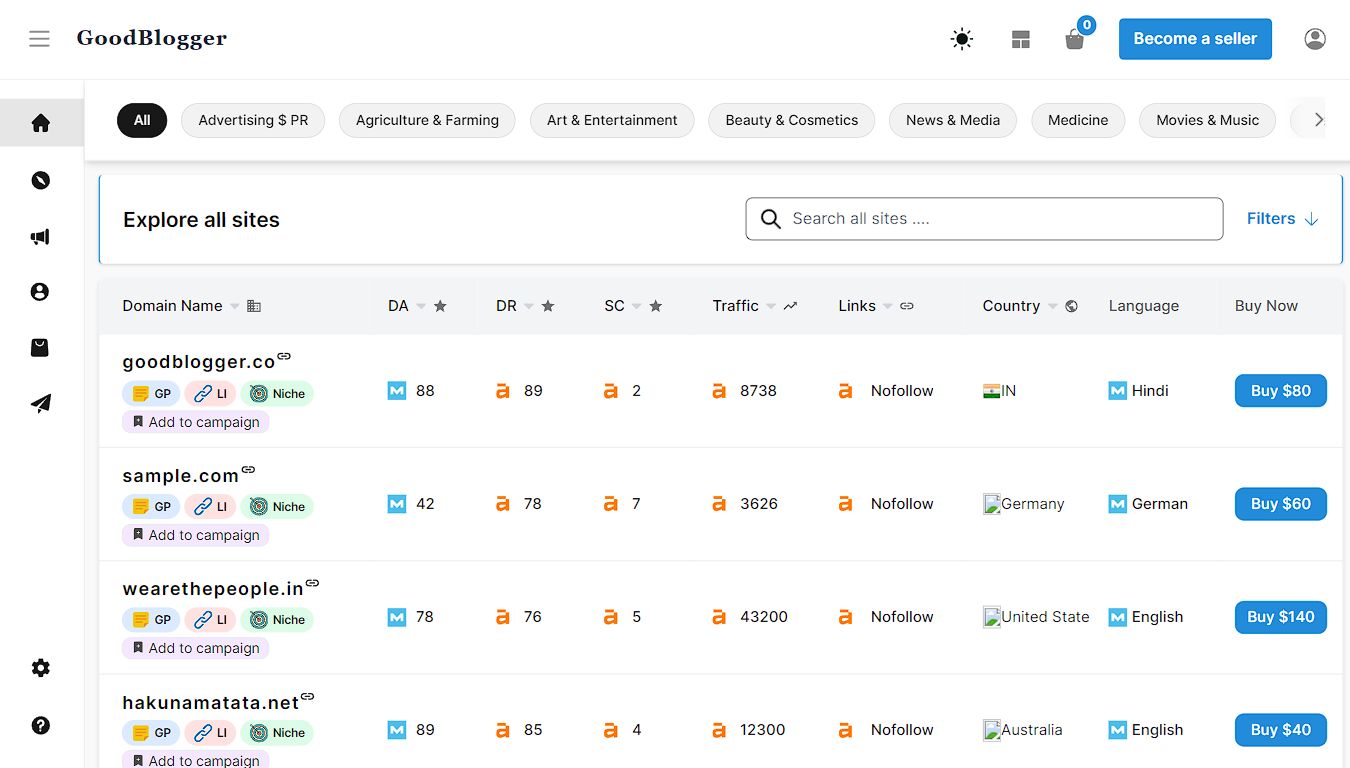 GoodBlogger
0
Become a seller
All
Advertising $ PR
Agriculture & Farming
Art & Entertainment
Beauty & Cosmetics
News & Media
Medicine
Movies & Music
Explore all sites
Search all sites ....
Filters
Domain Name DA DR SC Traffic Links Country Language Buy Now
goodblogger.co
GP LI Niche
Add to campaign
88 89 2 8738 Nofollow IN Hindi Buy $80
sample.com
GP LI Niche
Add to campaign
42 78 7 3626 Nofollow Germany German Buy $60
wearethepeople.in
GP LI Niche
Add to campaign
78 76 5 43200 Nofollow United State English Buy $140
hakunamatata.net
GP LI Niche
Add to campaign
89 85 4 12300 Nofollow Australia English Buy $40